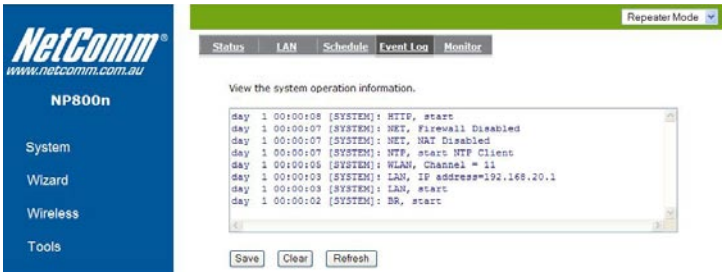 Repeater Mode
NetComm®
www.netcomm.com.au
NP800n
System
Wizard
Wireless
Tools
Status LAN Schedule Event Log Monitor
View the system operation information.
day 1 00:00:08 [SYSTEM]: HTTP, start
day 1 00:00:07 [SYSTEM]: NET, Firewall Disabled
day 1 00:00:07 [SYSTEM]: NET, NAT Disabled
day 1 00:00:07 [SYSTEM]: NTP, start NTP Client
day 1 00:00:05 [SYSTEM]: WLAN, Channel = 11
day 1 00:00:03 [SYSTEM]: LAN, IP address=192.168.20.1
day 1 00:00:03 [SYSTEM]: LAN, start
day 1 00:00:02 [SYSTEM]: BR, start
Save Clear Refresh